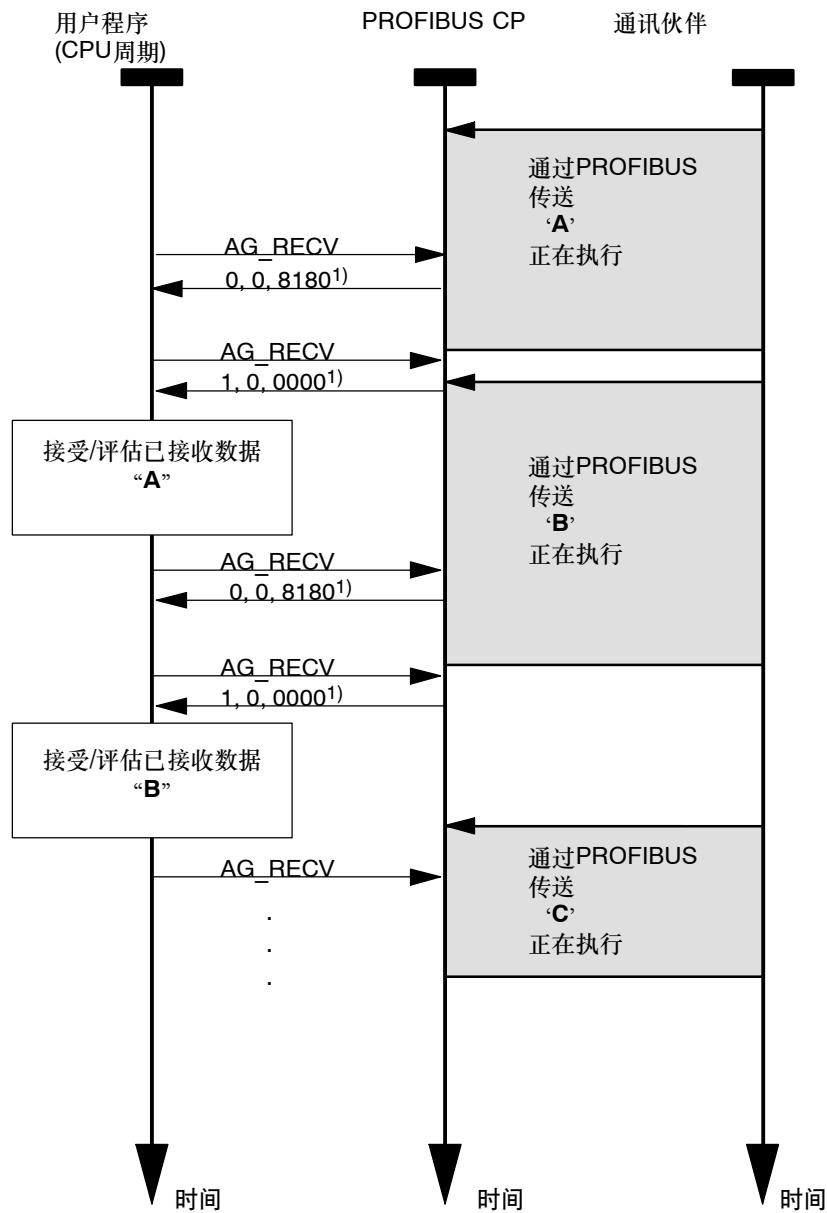 用户程序
(CPU周期)
PROFIBUS CP
通讯伙伴
通过PROFIBUS
传送
‘A’
正在执行
AG_RECV
0, 0, 8180¹⁾
AG_RECV
1, 0, 0000¹⁾
接受/评估已接收数据
“A”
通过PROFIBUS
传送
‘B’
正在执行
AG_RECV
0, 0, 8180¹⁾
AG_RECV
1, 0, 0000¹⁾
接受/评估已接收数据
“B”
通过PROFIBUS
传送
‘C’
正在执行
AG_RECV
.
.
.
时间
时间
时间